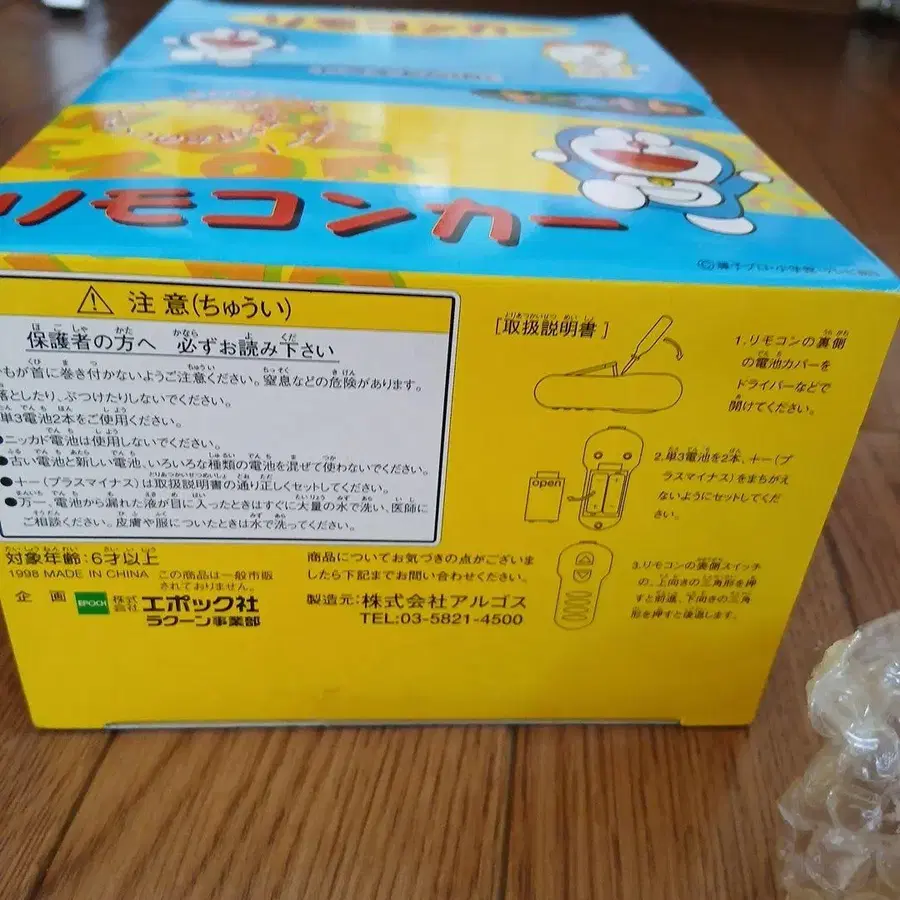 リモコンカー
注意(ちゅうい)
保護者の方へ 必ずお読み下さい
もが首に巻き付かないようご注意ください。窒息などの危険があります。
落としたり、ぶつけたりしないでください。
単3電池2本をご使用ください。
●ニッカド電池は使用しないでください。
●古い電池と新しい電池、いろいろな種類の電池を混ぜて使わないでください。
●+-(プラスマイナス)は取扱説明書の通り正しくセットしてください。
●万一、電池から漏れた液が目に入ったときはすぐに大量の水で洗い、医師に
ご相談ください。皮膚や服についたときは水で洗ってください。
対象年齢:6才以上
1998 MADE IN CHINA この商品は一般市販
されておりません。
企画 EPOCH 株式会社 エポック社
ラクーン事業部
商品についてお気づきの点がございま
したら下記までお問い合わせください。
製造元:株式会社アルゴス
TEL:03-5821-4500
[取扱説明書]
1.リモコンの裏側
の電池カバーを
ドライバーなどで
開けてください。
open
2.単3電池を2本、+-(プ
ラスマイナス)をまちがえ
ないようにセットしてくだ
さい。
3.リモコンの裏側スイッチ
の、上向きの三角形を押
すと前進、下向きの三角
形を押すと後退します。